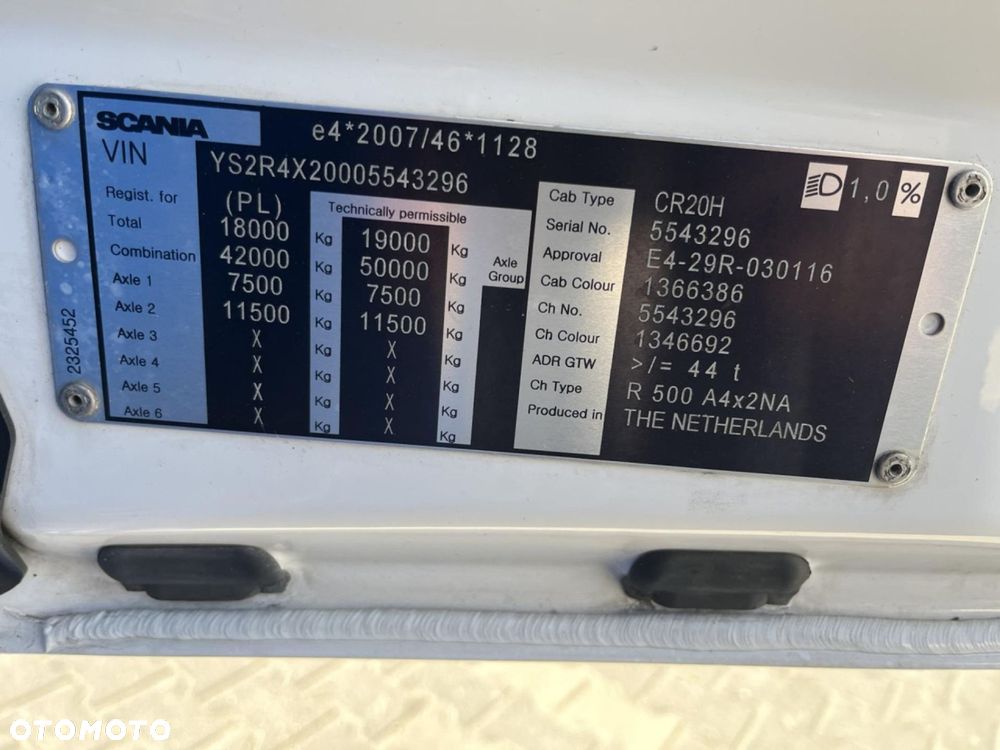 SCANIA e4*2007/46*1128
VIN YS2R4X20005543296
Regist. for (PL) Technically permissible
Total 18000 Kg 19000 Kg
Combination 42000 Kg 50000 Kg Axle Group
Axle 1 7500 Kg 7500 Kg
Axle 2 11500 Kg 11500 Kg
Axle 3 X Kg X Kg
Axle 4 X Kg X Kg
Axle 5 X Kg X Kg
Axle 6 X Kg X Kg
1,0 %
Cab Type CR20H
Serial No. 5543296
Approval E4-29R-030116
Cab Colour 1366386
Ch No. 5543296
Ch Colour 1346692
ADR GTW >/= 44 t
Ch Type R 500 A4x2NA
Produced in THE NETHERLANDS
2325452
OTOMOTO